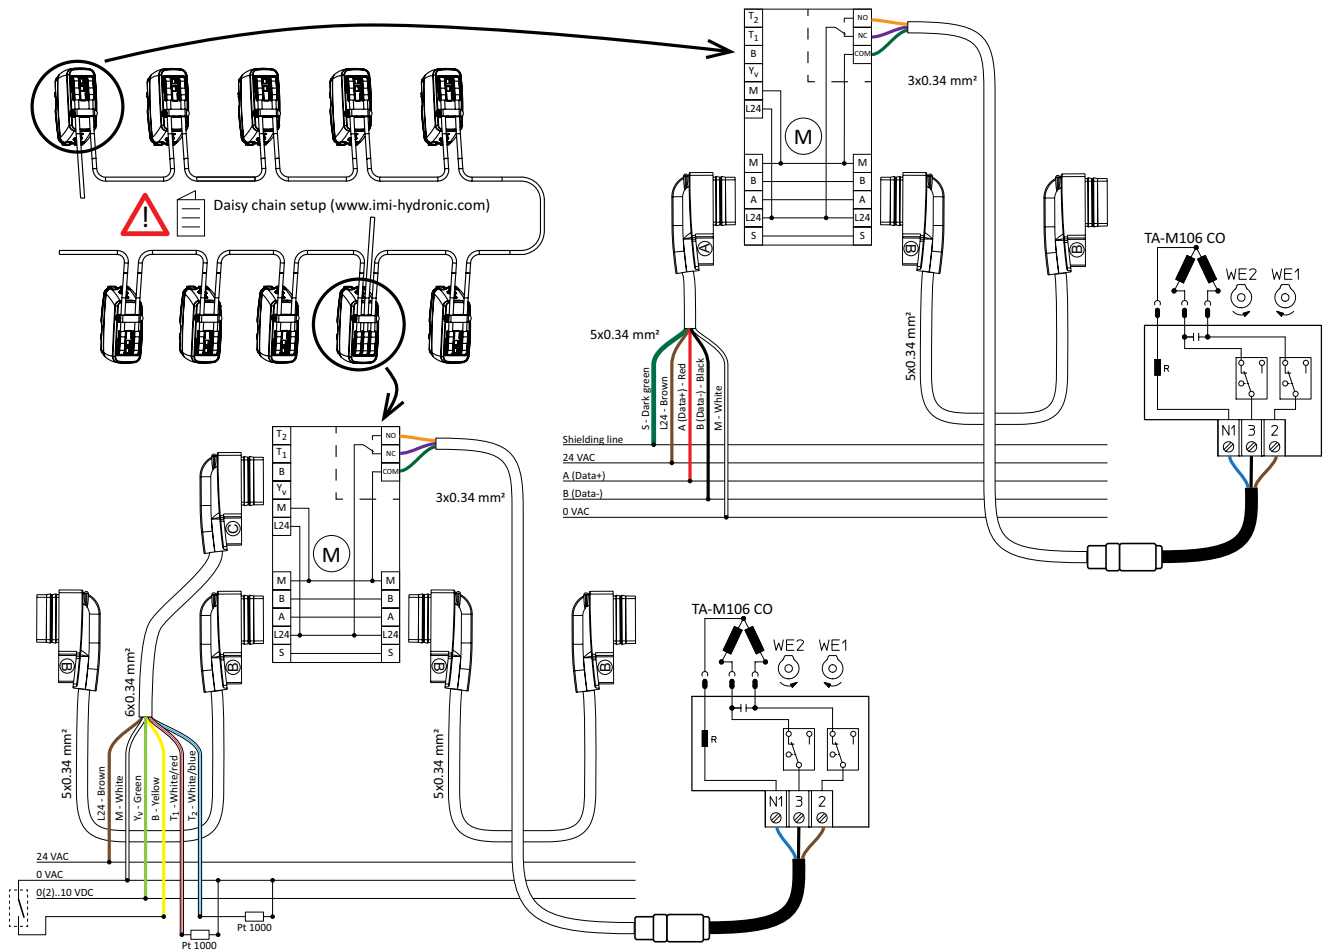 T2
T1
B
Yv
M
L24
NO
NC
COM
3x0.34 mm²
M
M
B
A
L24
S
M
B
A
L24
S
Daisy chain setup (www.imi-hydronic.com)
A
B
B
5x0.34 mm²
5x0.34 mm²
S - Dark green
L24 - Brown
A (Data+) - Red
B (Data-) - Black
M - White
Shielding line
24 VAC
A (Data+)
B (Data-)
0 VAC
TA-M106 CO
WE2
WE1
R
N1
3
2
T2
T1
B
Yv
M
L24
NO
NC
COM
3x0.34 mm²
M
M
B
A
L24
S
M
B
A
L24
S
C
B
B
B
B
6x0.34 mm²
5x0.34 mm²
5x0.34 mm²
L24 - Brown
M - White
Yv - Green
B - Yellow
T1 - White/red
T2 - White/blue
24 VAC
0 VAC
0(2)..10 VDC
Pt 1000
Pt 1000
TA-M106 CO
WE2
WE1
R
N1
3
2